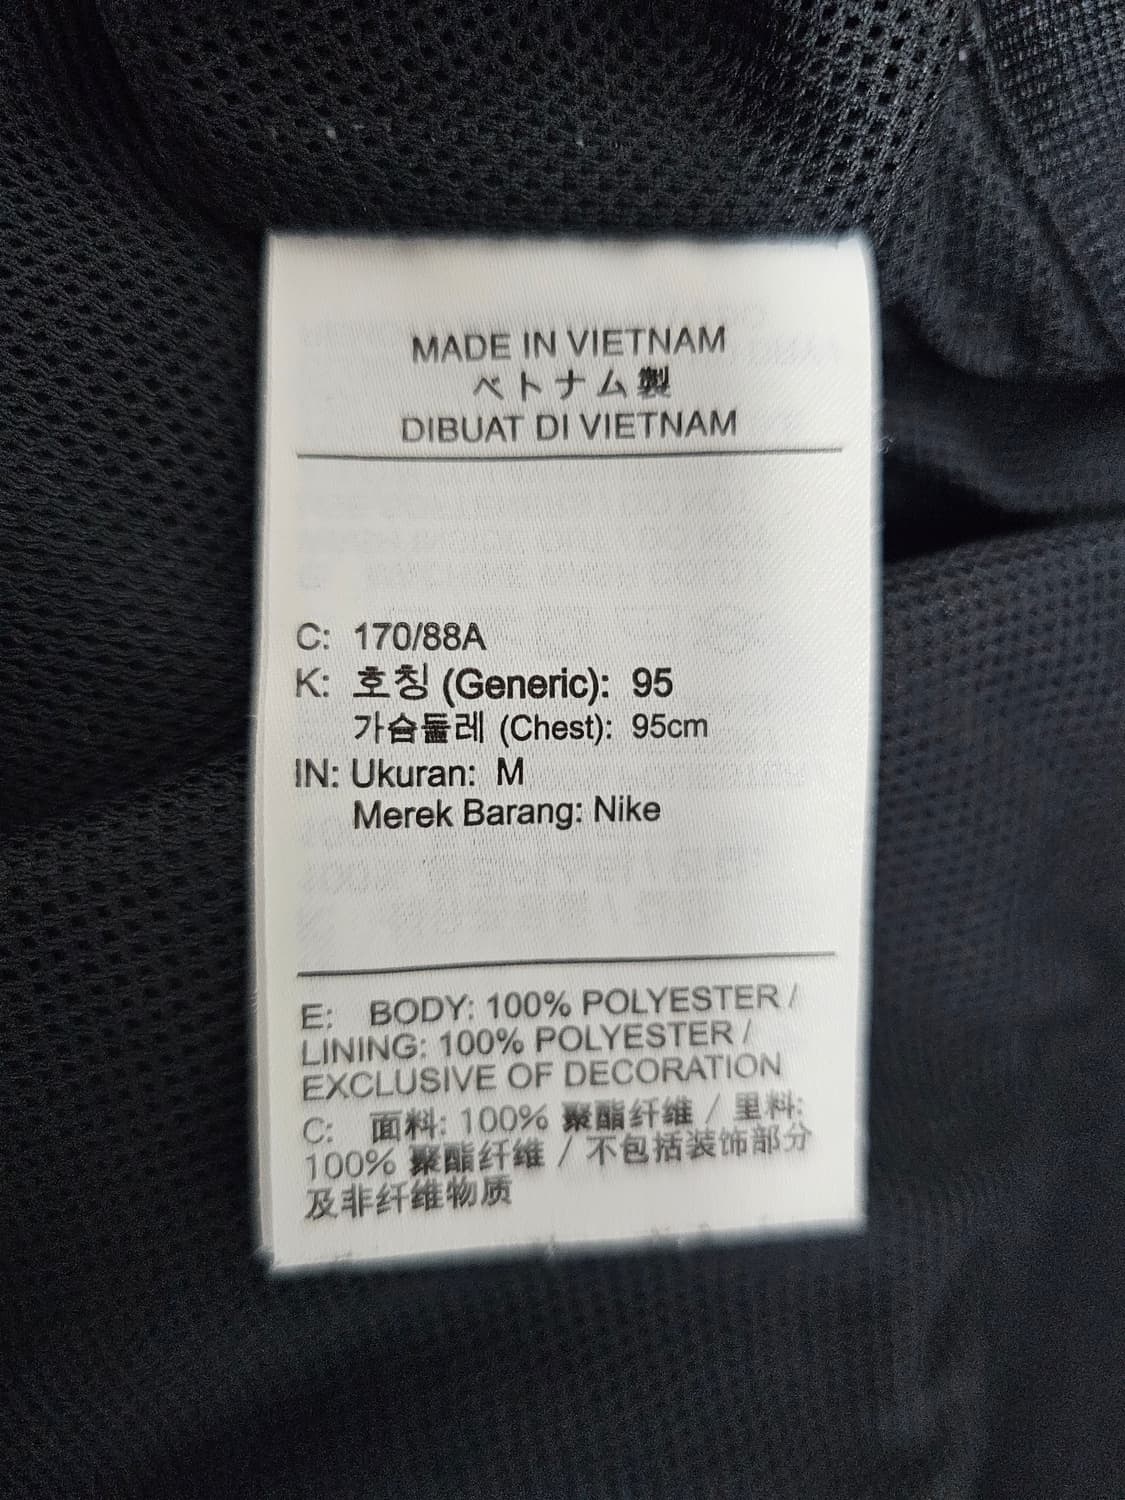 MADE IN VIETNAM
ベトナム製
DIBUAT DI VIETNAM
C: 170/88A
K: 호칭 (Generic): 95
가슴둘레 (Chest): 95cm
IN: Ukuran: M
Merek Barang: Nike
E: BODY: 100% POLYESTER /
LINING: 100% POLYESTER /
EXCLUSIVE OF DECORATION
C: 面料: 100% 聚酯纤维 / 里料:
100% 聚酯纤维 / 不包括装饰部分
及非纤维物质